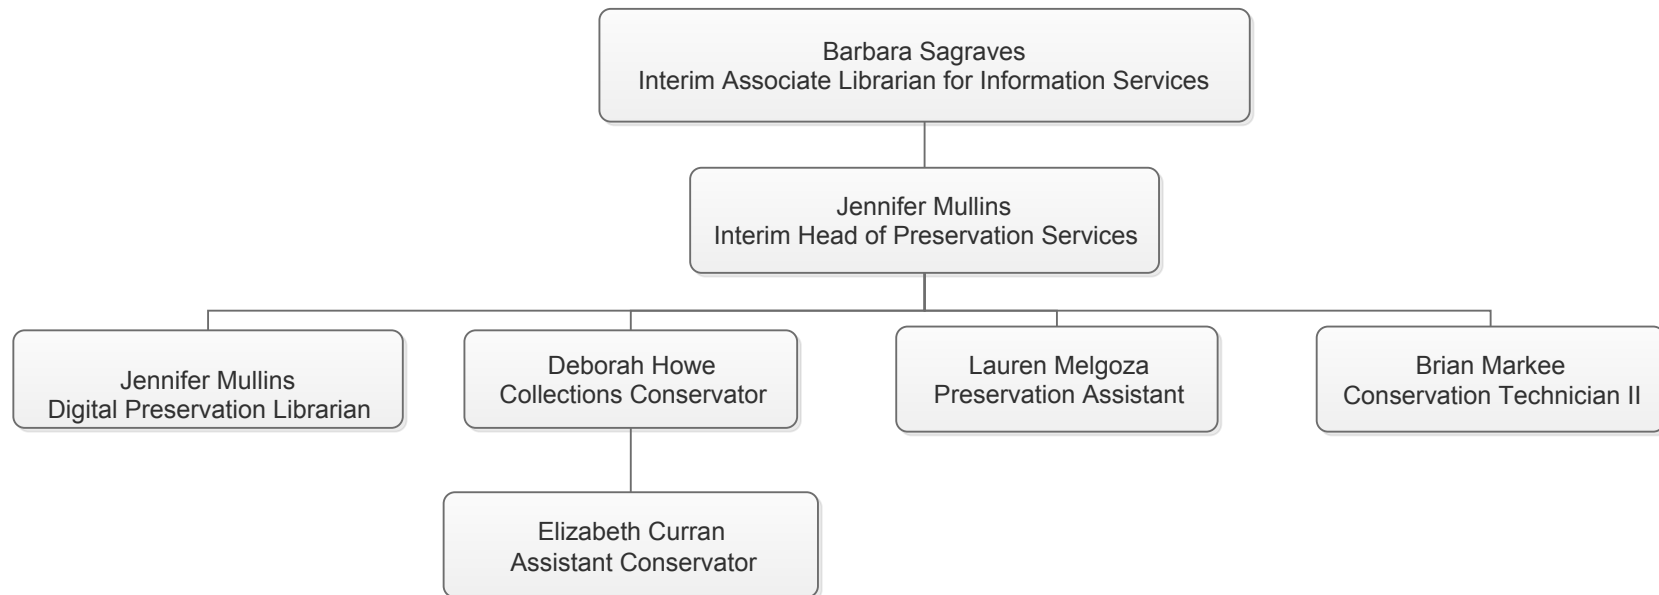 Barbara Sagraves
Interim Associate Librarian for Information Services
Jennifer Mullins
Interim Head of Preservation Services
Jennifer Mullins
Digital Preservation Librarian
Deborah Howe
Collections Conservator
Lauren Melgoza
Preservation Assistant
Brian Markee
Conservation Technician II
Elizabeth Curran
Assistant Conservator